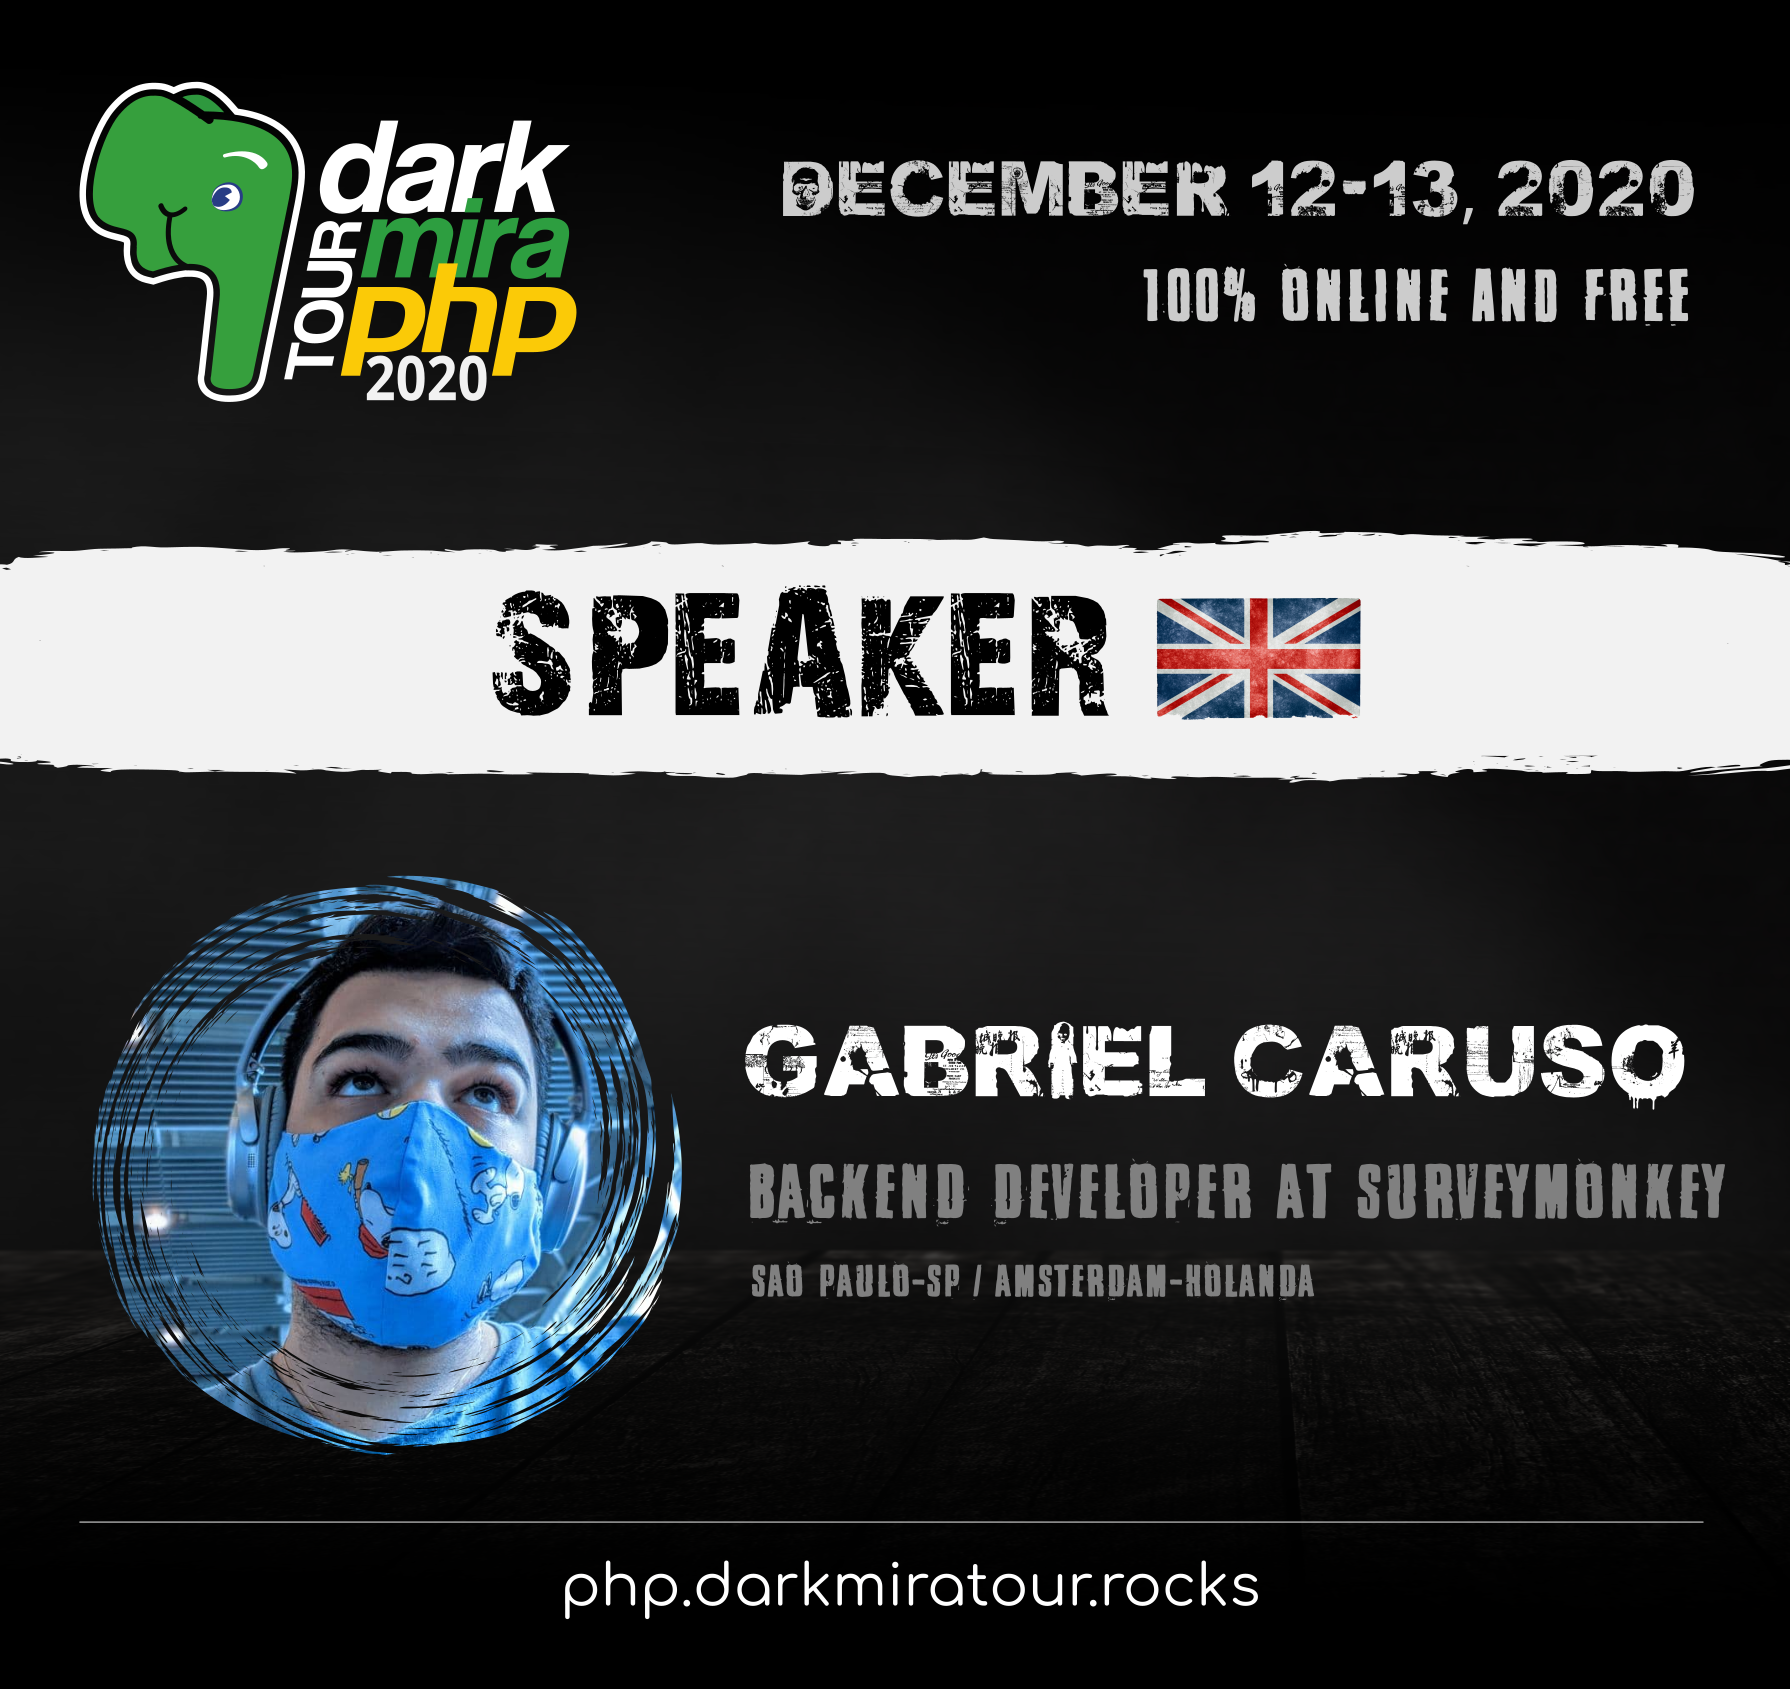 dark
mira
TOUR
php
2020
DECEMBER 12-13, 2020
100% ONLINE AND FREE
SPEAKER
GABRIEL CARUSO
BACKEND DEVELOPER AT SURVEYMONKEY
SAO PAULO-SP / AMSTERDAM-HOLANDA
php.darkmiratour.rocks